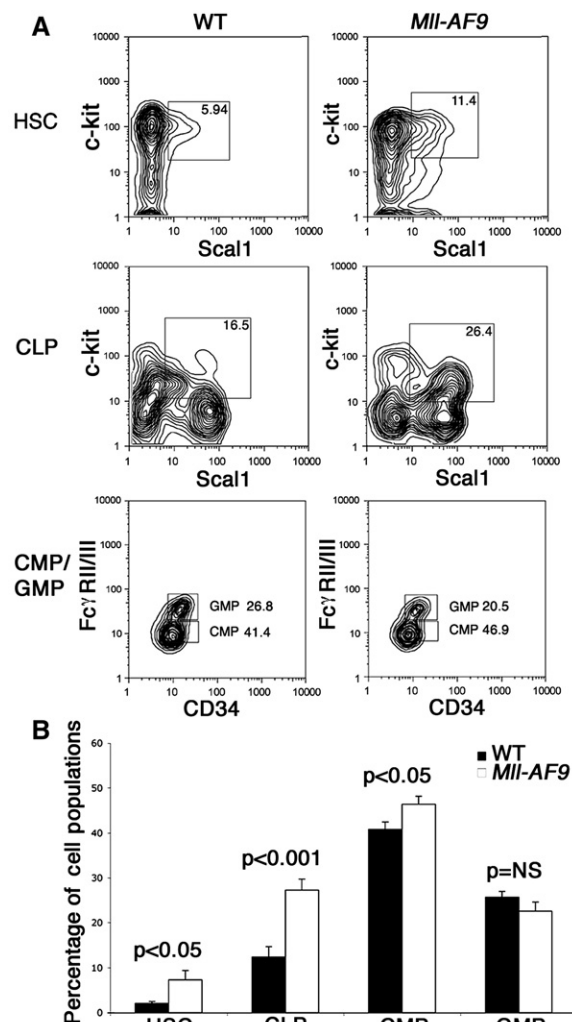 A
WT
Mll-AF9
HSC
c-kit
10000
1000
100
10
1
5.94
1 10 100 1000 10000
Scal1
c-kit
10000
1000
100
10
1
11.4
1 10 100 1000 10000
Scal1
CLP
c-kit
10000
1000
100
10
1
16.5
1 10 100 1000 10000
Scal1
c-kit
10000
1000
100
10
1
26.4
1 10 100 1000 10000
Scal1
CMP/
GMP
Fcγ RII/III
10000
1000
100
10
1
GMP 26.8
CMP 41.4
1 10 100 1000 10000
CD34
Fcγ RII/III
10000
1000
100
10
1
GMP 20.5
CMP 46.9
1 10 100 1000 10000
CD34
B
Percentage of cell populations
60
50
40
30
20
10
0
WT
Mll-AF9
p<0.05
p<0.001
p<0.05
p=NS
HSC CLP CMP GMP